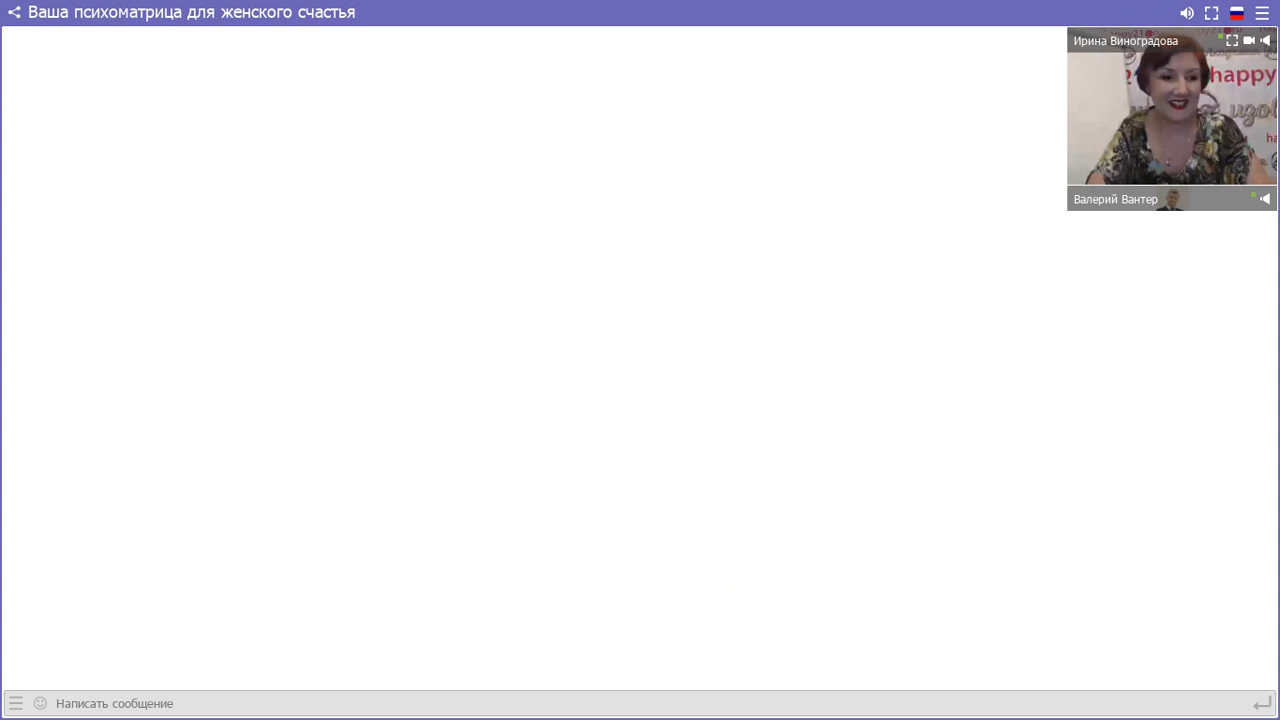 Ваша психоматрица для женского счастья
Ирина Виноградова
happy
Валерий Вантер
Написать сообщение